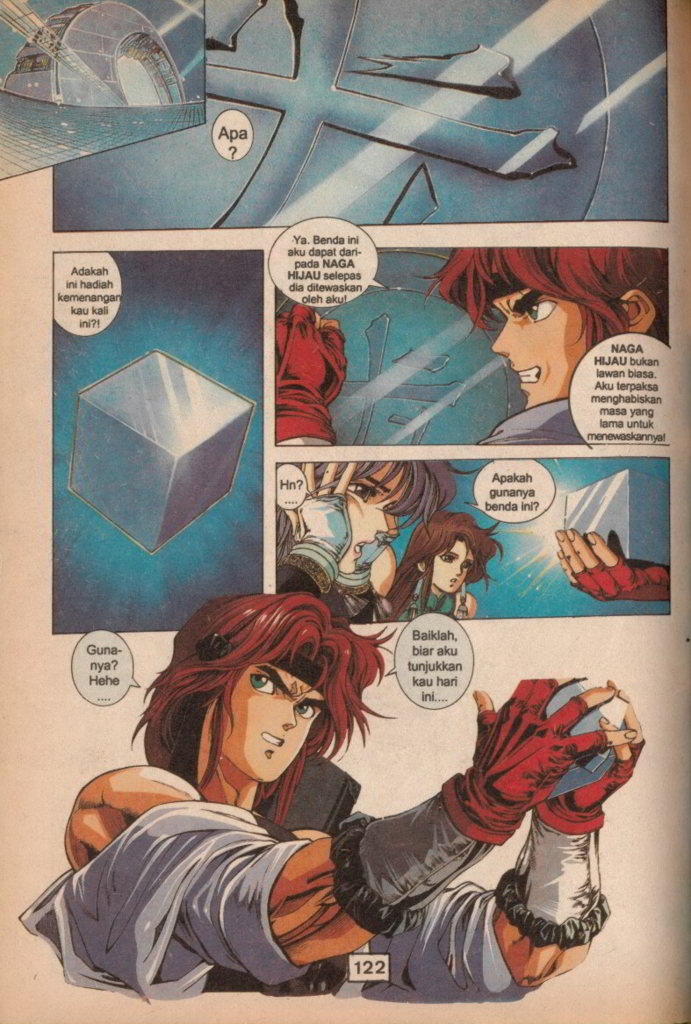 Apa
?
Adakah
ini hadiah
kemenangan
kau kali
ini?!
Ya. Benda ini
aku dapat dari-
pada NAGA
HIJAU selepas
dia ditewaskan
oleh aku!
NAGA
HIJAU bukan
lawan biasa.
Aku terpaksa
menghabiskan
masa yang
lama untuk
menewaskannya!
Hn?
....
Apakah
gunanya
benda ini?
Guna-
nya?
Hehe
....
Baiklah,
biar aku
tunjukkan
kau hari
ini....
122